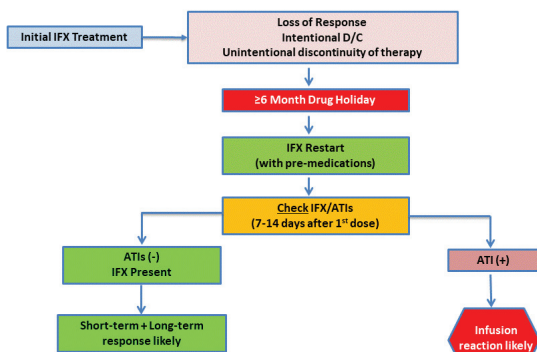 Initial IFX Treatment
Loss of Response
Intentional D/C
Unintentional discontinuity of therapy
≥6 Month Drug Holiday
IFX Restart
(with pre-medications)
Check IFX/ATIs
(7-14 days after 1st dose)
ATIs (-)
IFX Present
ATI (+)
Short-term + Long-term
response likely
Infusion
reaction likely